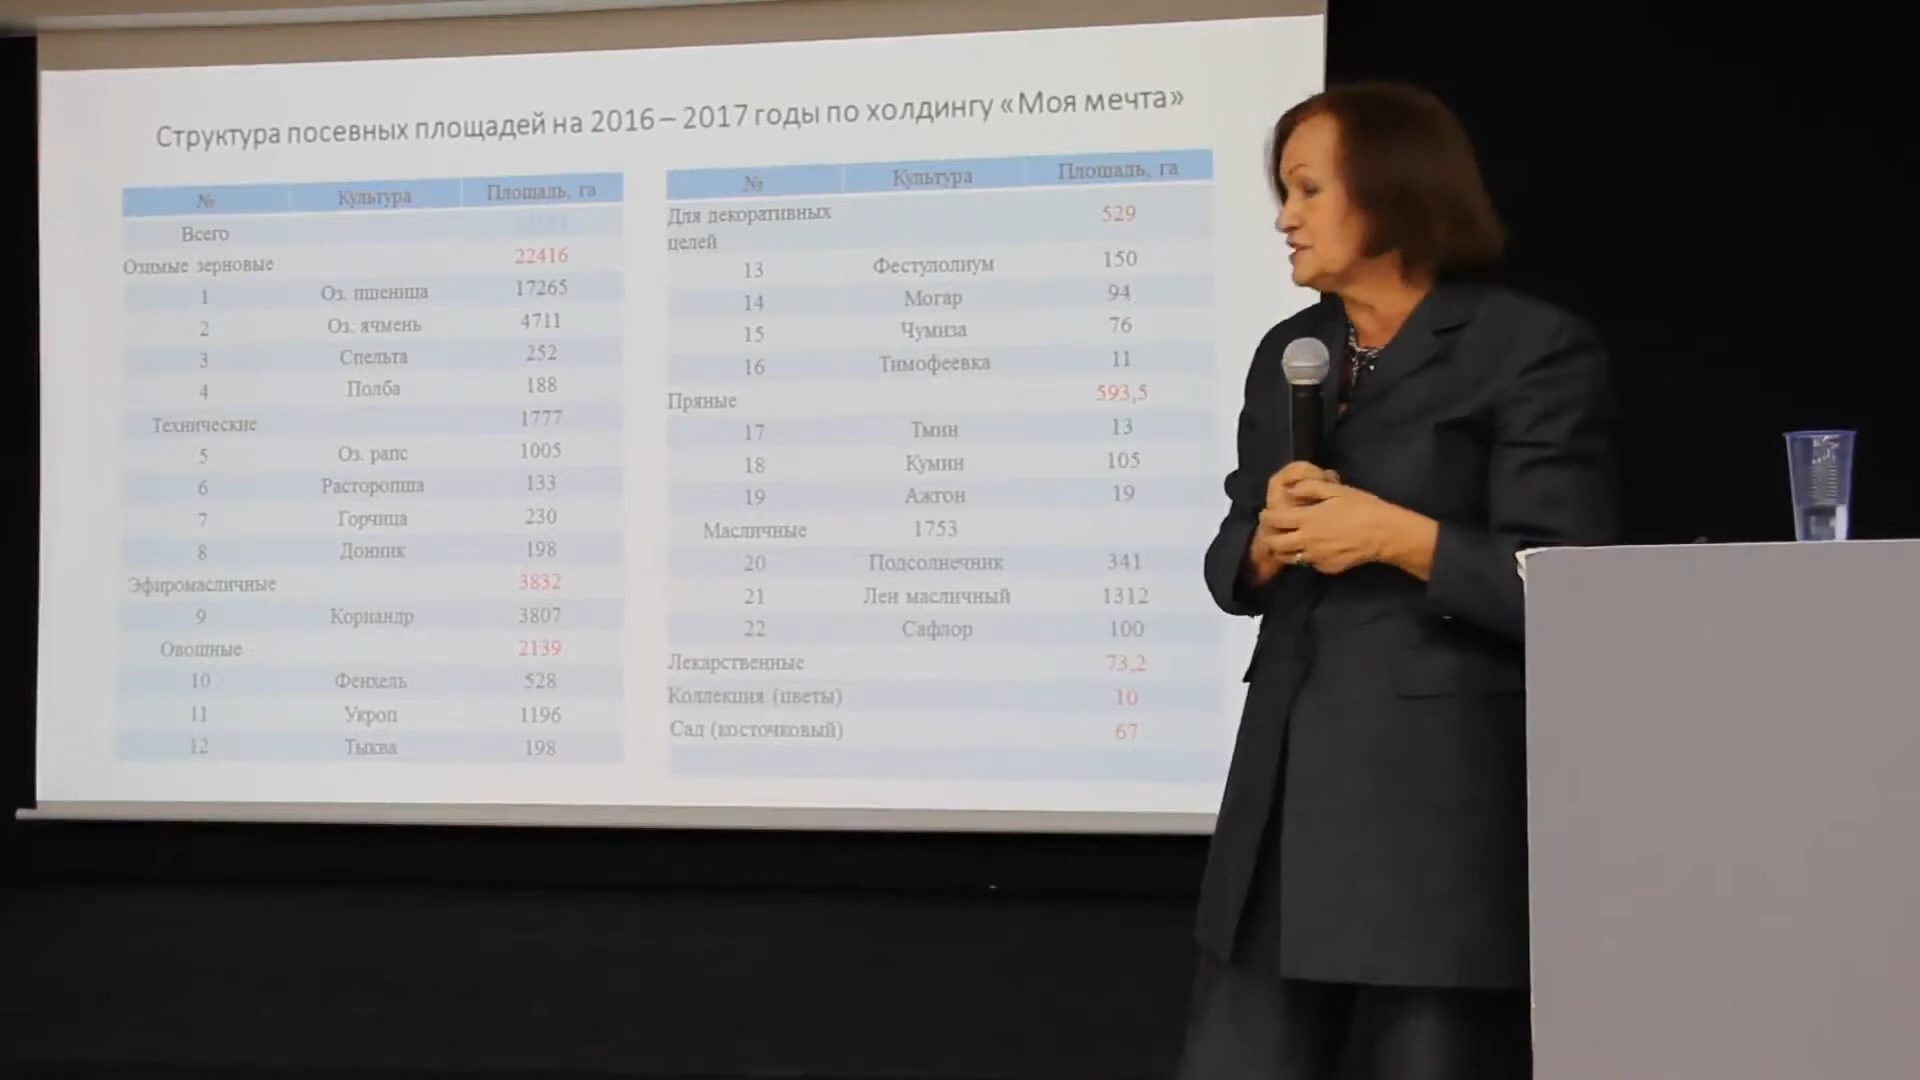 Структура посевных площадей на 2016 – 2017 годы по холдингу «Моя мечта»
№ Культура Площадь, га
Всего
Озимые зерновые 22416
1 Оз. пшеница 17265
2 Оз. ячмень 4711
3 Спельта 252
4 Полба 188
Технические 1777
5 Оз. рапс 1005
6 Расторопша 133
7 Горчица 230
8 Донник 198
Эфиромасличные 3832
9 Кориандр 3807
Овощные 2139
10 Фенхель 528
11 Укроп 1196
12 Тыква 198
№ Культура Площадь, га
Для декоративных 529
целей
13 Фестулолиум 150
14 Могар 94
15 Чумиза 76
16 Тимофеевка 11
Пряные 593,5
17 Тмин 13
18 Кумин 105
19 Ажгон 19
Масличные 1753
20 Подсолнечник 341
21 Лен масличный 1312
22 Сафлор 100
Лекарственные 73,2
Коллекция (цветы) 10
Сад (косточковый) 67